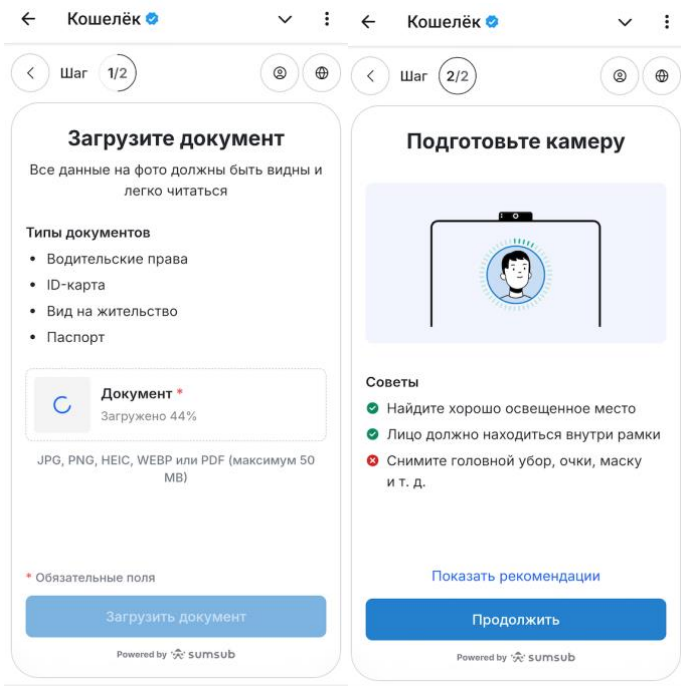 Кошелёк
Шаг 1/2
Загрузите документ
Все данные на фото должны быть видны и
легко читаться
Типы документов
• Водительские права
• ID-карта
• Вид на жительство
• Паспорт
Документ *
Загружено 44%
JPG, PNG, HEIC, WEBP или PDF (максимум 50
MB)
* Обязательные поля
Загрузить документ
Powered by sumsub
Кошелёк
Шаг 2/2
Подготовьте камеру
Советы
Найдите хорошо освещенное место
Лицо должно находиться внутри рамки
Снимите головной убор, очки, маску
и т. д.
Показать рекомендации
Продолжить
Powered by sumsub